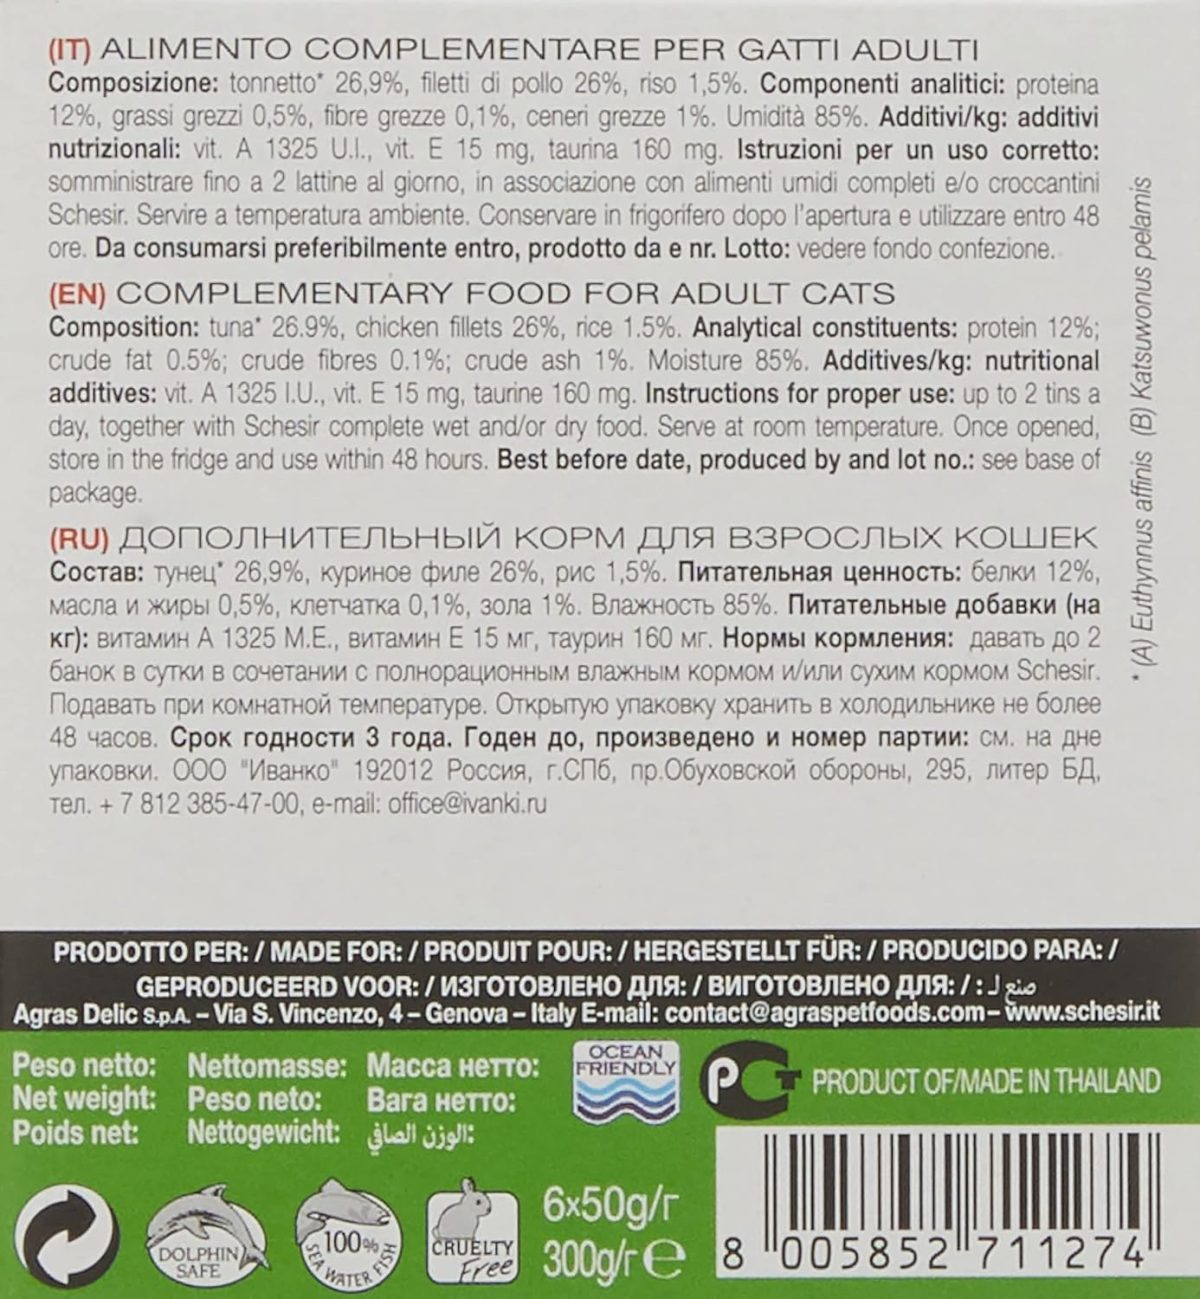 (IT) ALIMENTO COMPLEMENTARE PER GATTI ADULTI
Composizione: tonnetto* 26,9%, filetti di pollo 26%, riso 1,5%. Componenti analitici: proteina
12%, grassi grezzi 0,5%, fibre grezze 0,1%, ceneri grezze 1%. Umidità 85%. Additivi/kg: additivi
nutrizionali: vit. A 1325 U.I., vit. E 15 mg, taurina 160 mg. Istruzioni per un uso corretto:
somministrare fino a 2 lattine al giorno, in associazione con alimenti umidi completi e/o croccantini
Schesir. Servire a temperatura ambiente. Conservare in frigorifero dopo l'apertura e utilizzare entro 48
ore. Da consumarsi preferibilmente entro, prodotto da e nr. Lotto: vedere fondo confezione.
(EN) COMPLEMENTARY FOOD FOR ADULT CATS
Composition: tuna* 26.9%, chicken fillets 26%, rice 1.5%. Analytical constituents: protein 12%;
crude fat 0.5%; crude fibres 0.1%; crude ash 1%. Moisture 85%. Additives/kg: nutritional
additives: vit. A 1325 I.U., vit. E 15 mg, taurine 160 mg. Instructions for proper use: up to 2 tins a
day, together with Schesir complete wet and/or dry food. Serve at room temperature. Once opened,
store in the fridge and use within 48 hours. Best before date, produced by and lot no.: see base of
package.
(RU) ДОПОЛНИТЕЛЬНЫЙ КОРМ ДЛЯ ВЗРОСЛЫХ КОШЕК
Состав: тунец* 26,9%, куриное филе 26%, рис 1,5%. Питательная ценность: белки 12%,
масла и жиры 0,5%, клетчатка 0,1%, зола 1%. Влажность 85%. Питательные добавки (на
кг): витамин А 1325 М.Е., витамин Е 15 мг, таурин 160 мг. Нормы кормления: давать до 2
банок в сутки в сочетании с полнорационным влажным кормом и/или сухим кормом Schesir.
Подавать при комнатной температуре. Открытую упаковку хранить в холодильнике не более
48 часов. Срок годности 3 года. Годен до, произведено и номер партии: см. на дне
упаковки. ООО "Иванко" 192012 Россия, г.СПб, пр.Обуховской обороны, 295, литер БД,
тел. + 7 812 385-47-00, e-mail: office@ivanki.ru
* (A) Euthynnus affinis (B) Katsuwonus pelamis
PRODOTTO PER: / MADE FOR: / PRODUIT POUR: / HERGESTELLT FÜR: / PRODUCIDO PARA: /
GEPRODUCEERD VOOR: / ИЗГОТОВЛЕНО ДЛЯ: / ВИГОТОВЛЕНО ДЛЯ: / صنع ل :
Agras Delic S.p.A. – Via S. Vincenzo, 4 – Genova – Italy E-mail: contact@agraspetfoods.com – www.schesir.it
Peso netto: Nettomasse: Масса нетто:
Net weight: Peso neto: Вага нетто:
Poids net: Nettogewicht: الوزن الصافي:
OCEAN
FRIENDLY
PCT
PRODUCT OF/MADE IN THAILAND
DOLPHIN
SAFE
100%
SEA WATER FISH
CRUELTY
Free
6x50g/г
300g/г e
8 005852 711274